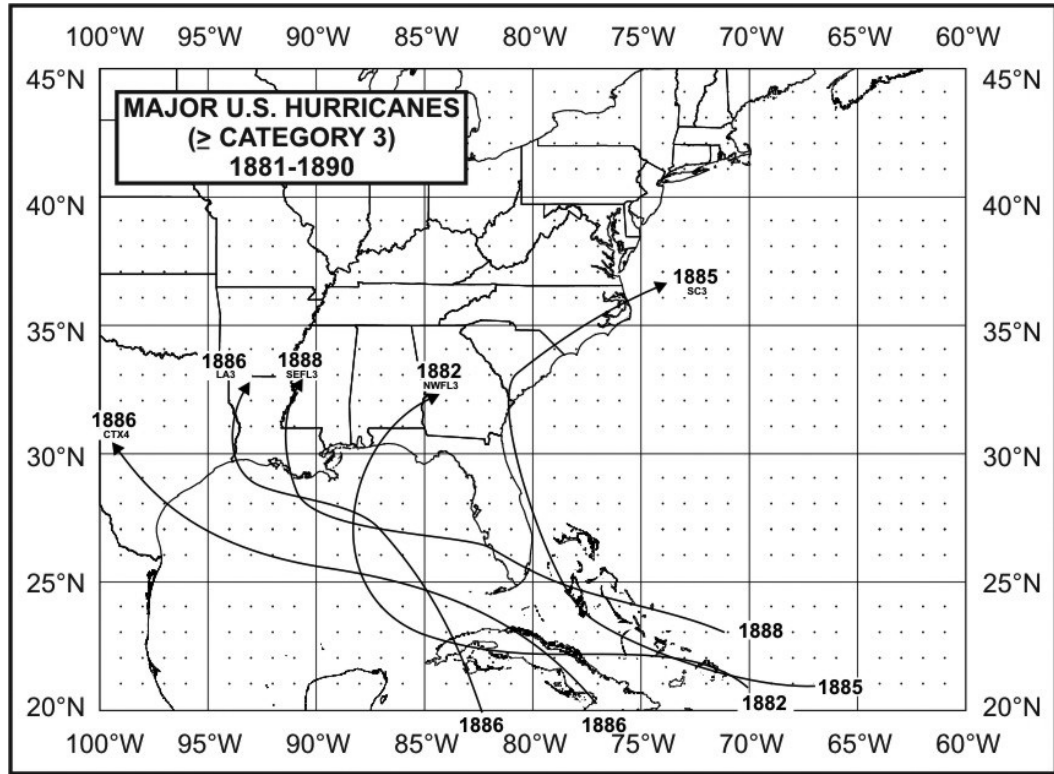 100°W 95°W 90°W 85°W 80°W 75°W 70°W 65°W 60°W
45°N 45°N
MAJOR U.S. HURRICANES
(≥ CATEGORY 3)
1881-1890
40°N 40°N
1885
SC3
35°N 35°N
1886
LA3
1888
SEFL3
1882
NWFL3
1886
CTX4
30°N 30°N
25°N 25°N
1888
1885
1882
20°N 20°N
1886 1886
100°W 95°W 90°W 85°W 80°W 75°W 70°W 65°W 60°W